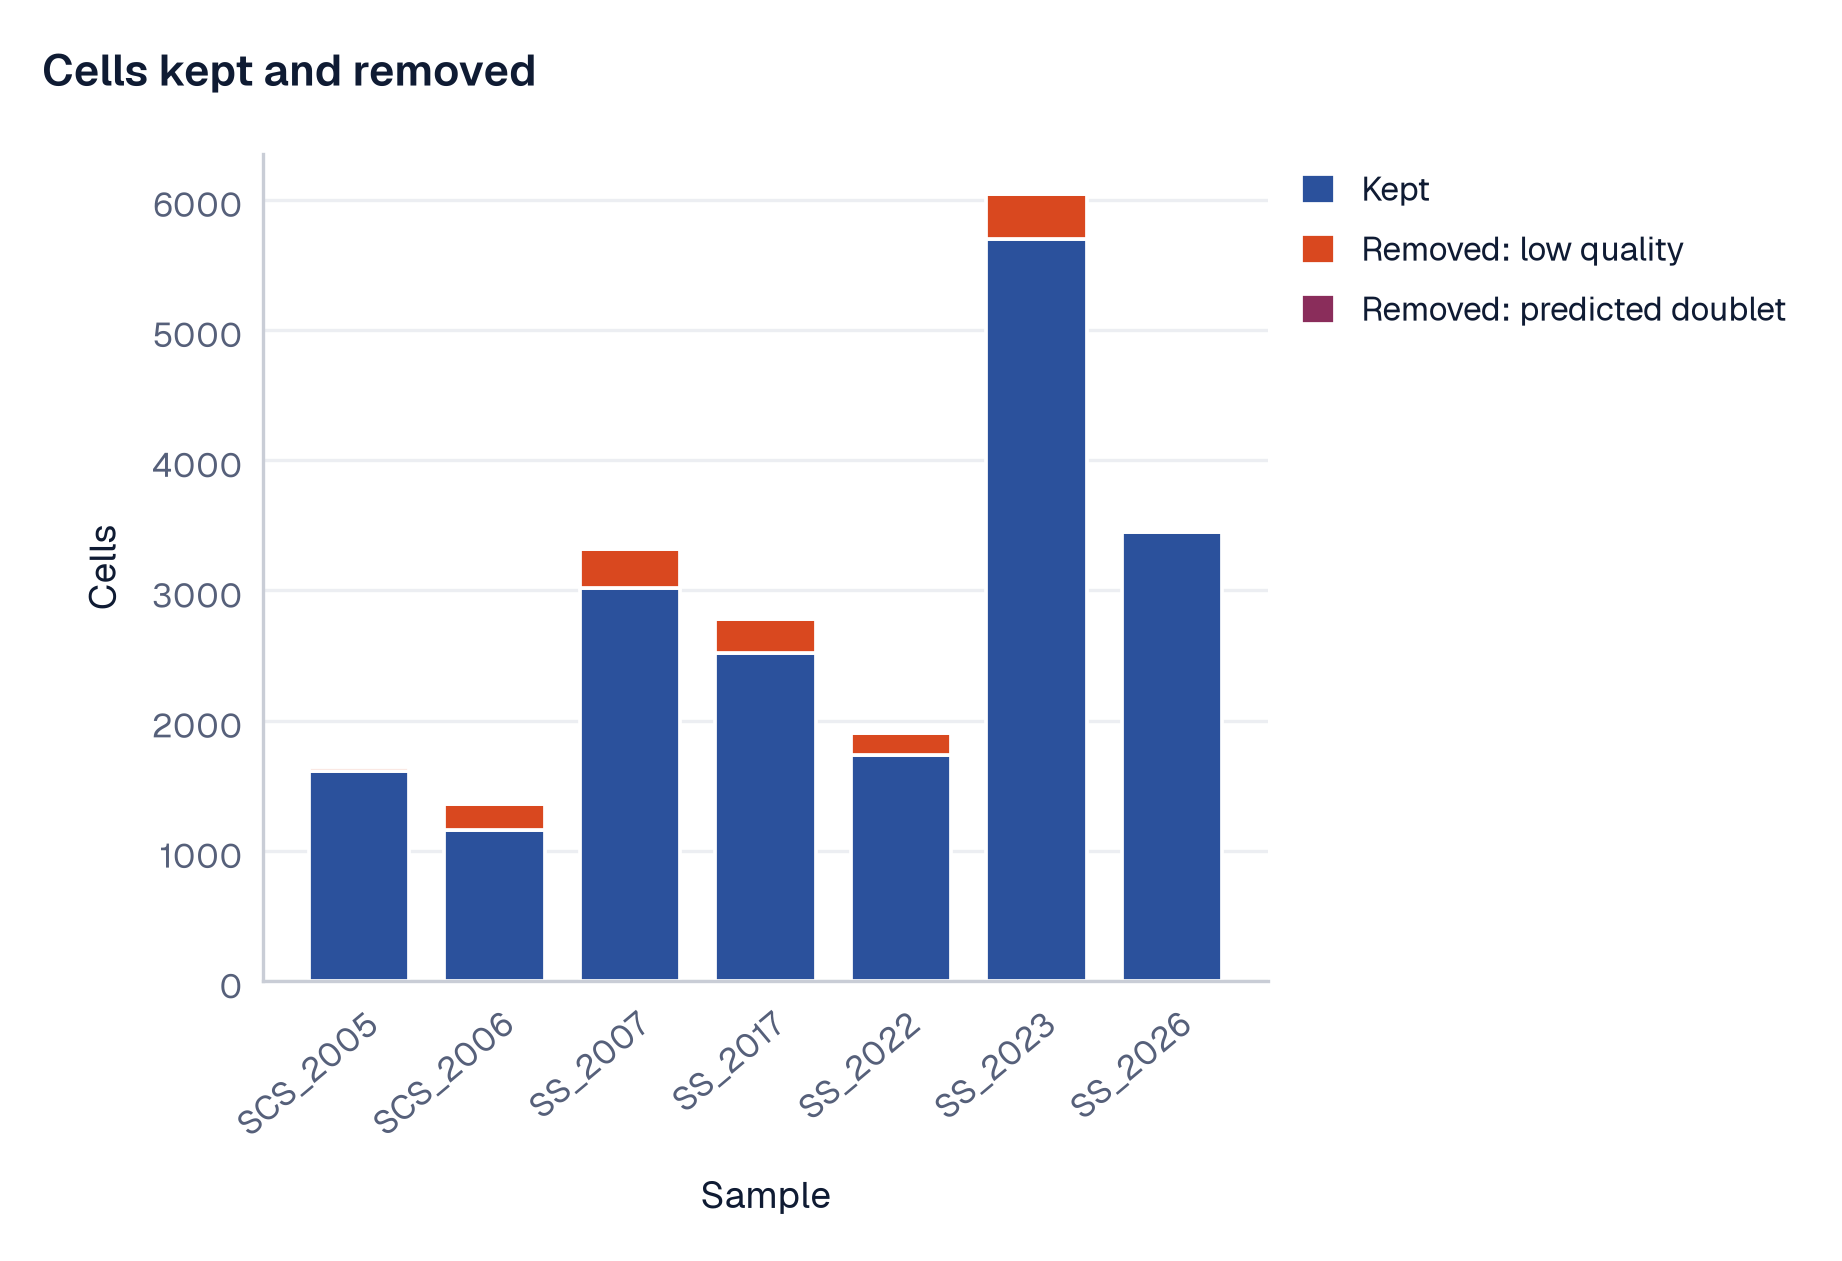 Cells kept and removed
Kept
Removed: low quality
Removed: predicted doublet
Cells
6000
5000
4000
3000
2000
1000
0
SCS_2005
SCS_2006
SS_2007
SS_2017
SS_2022
SS_2023
SS_2026
Sample